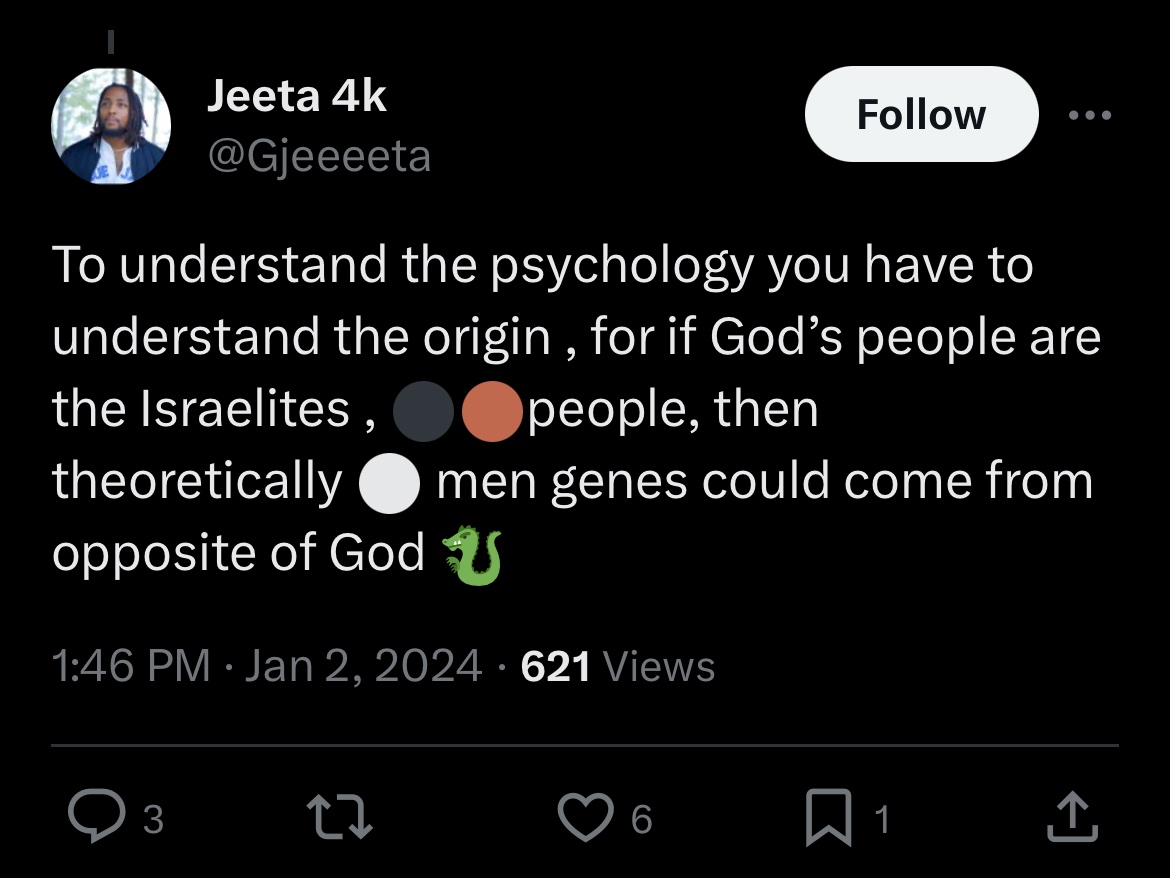 Jeeta 4k
@Gjeeeeta
Follow
To understand the psychology you have to
understand the origin , for if God’s people are
the Israelites , ⚫🟠people, then
theoretically ⚪ men genes could come from
opposite of God 🐉
1:46 PM · Jan 2, 2024 · 621 Views
3
6
1